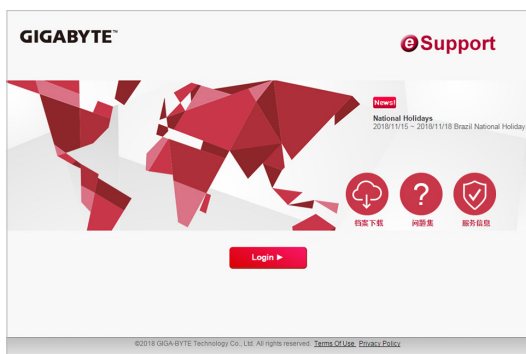 GIGABYTE™
eSupport
News!
National Holidays
2018/11/15 ~ 2018/11/18 Brazil National Holiday
档案下载 问题集 服务信息
Login ►
©2018 GIGA-BYTE Technology Co., Ltd. All rights reserved. Terms Of Use Privacy Policy